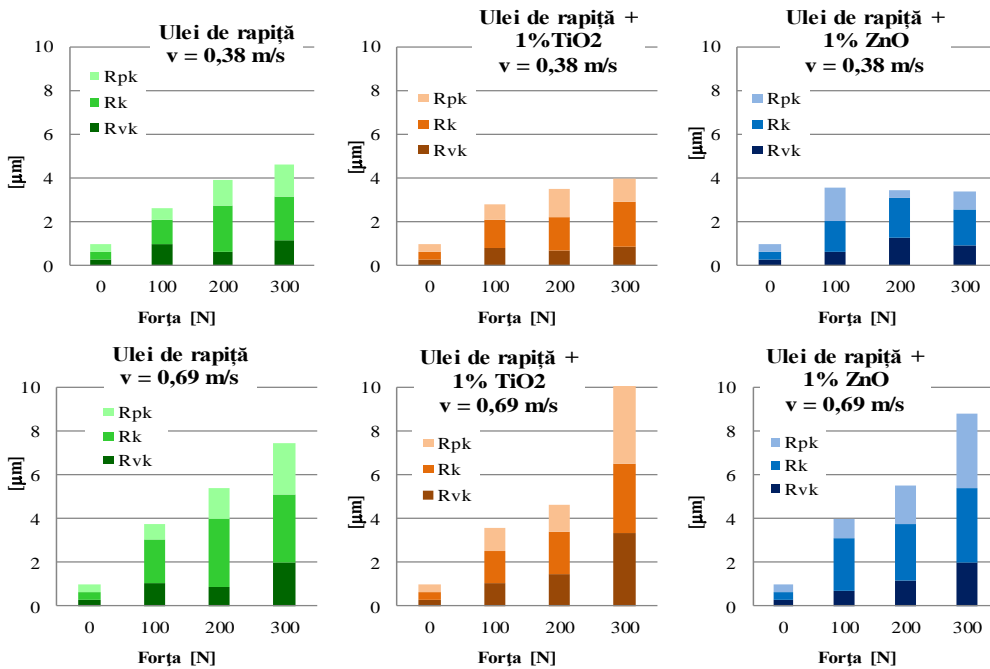 Ulei de rapiță
v = 0,38 m/s
10
8
6
4
2
0
[µm]
Rpk
Rk
Rvk
0 100 200 300
Forţa [N]
Ulei de rapiță +
1%TiO2
v = 0,38 m/s
10
8
6
4
2
0
[µm]
Rpk
Rk
Rvk
0 100 200 300
Forţa [N]
Ulei de rapiță +
1% ZnO
v = 0,38 m/s
10
8
6
4
2
0
[µm]
Rpk
Rk
Rvk
0 100 200 300
Forţa [N]
Ulei de rapiță
v = 0,69 m/s
10
8
6
4
2
0
[µm]
Rpk
Rk
Rvk
0 100 200 300
Forţa [N]
Ulei de rapiță +
1% TiO2
v = 0,69 m/s
10
8
6
4
2
0
[µm]
Rpk
Rk
Rvk
0 100 200 300
Forţa [N]
Ulei de rapiță +
1% ZnO
v = 0,69 m/s
10
8
6
4
2
0
[µm]
Rpk
Rk
Rvk
0 100 200 300
Forţa [N]